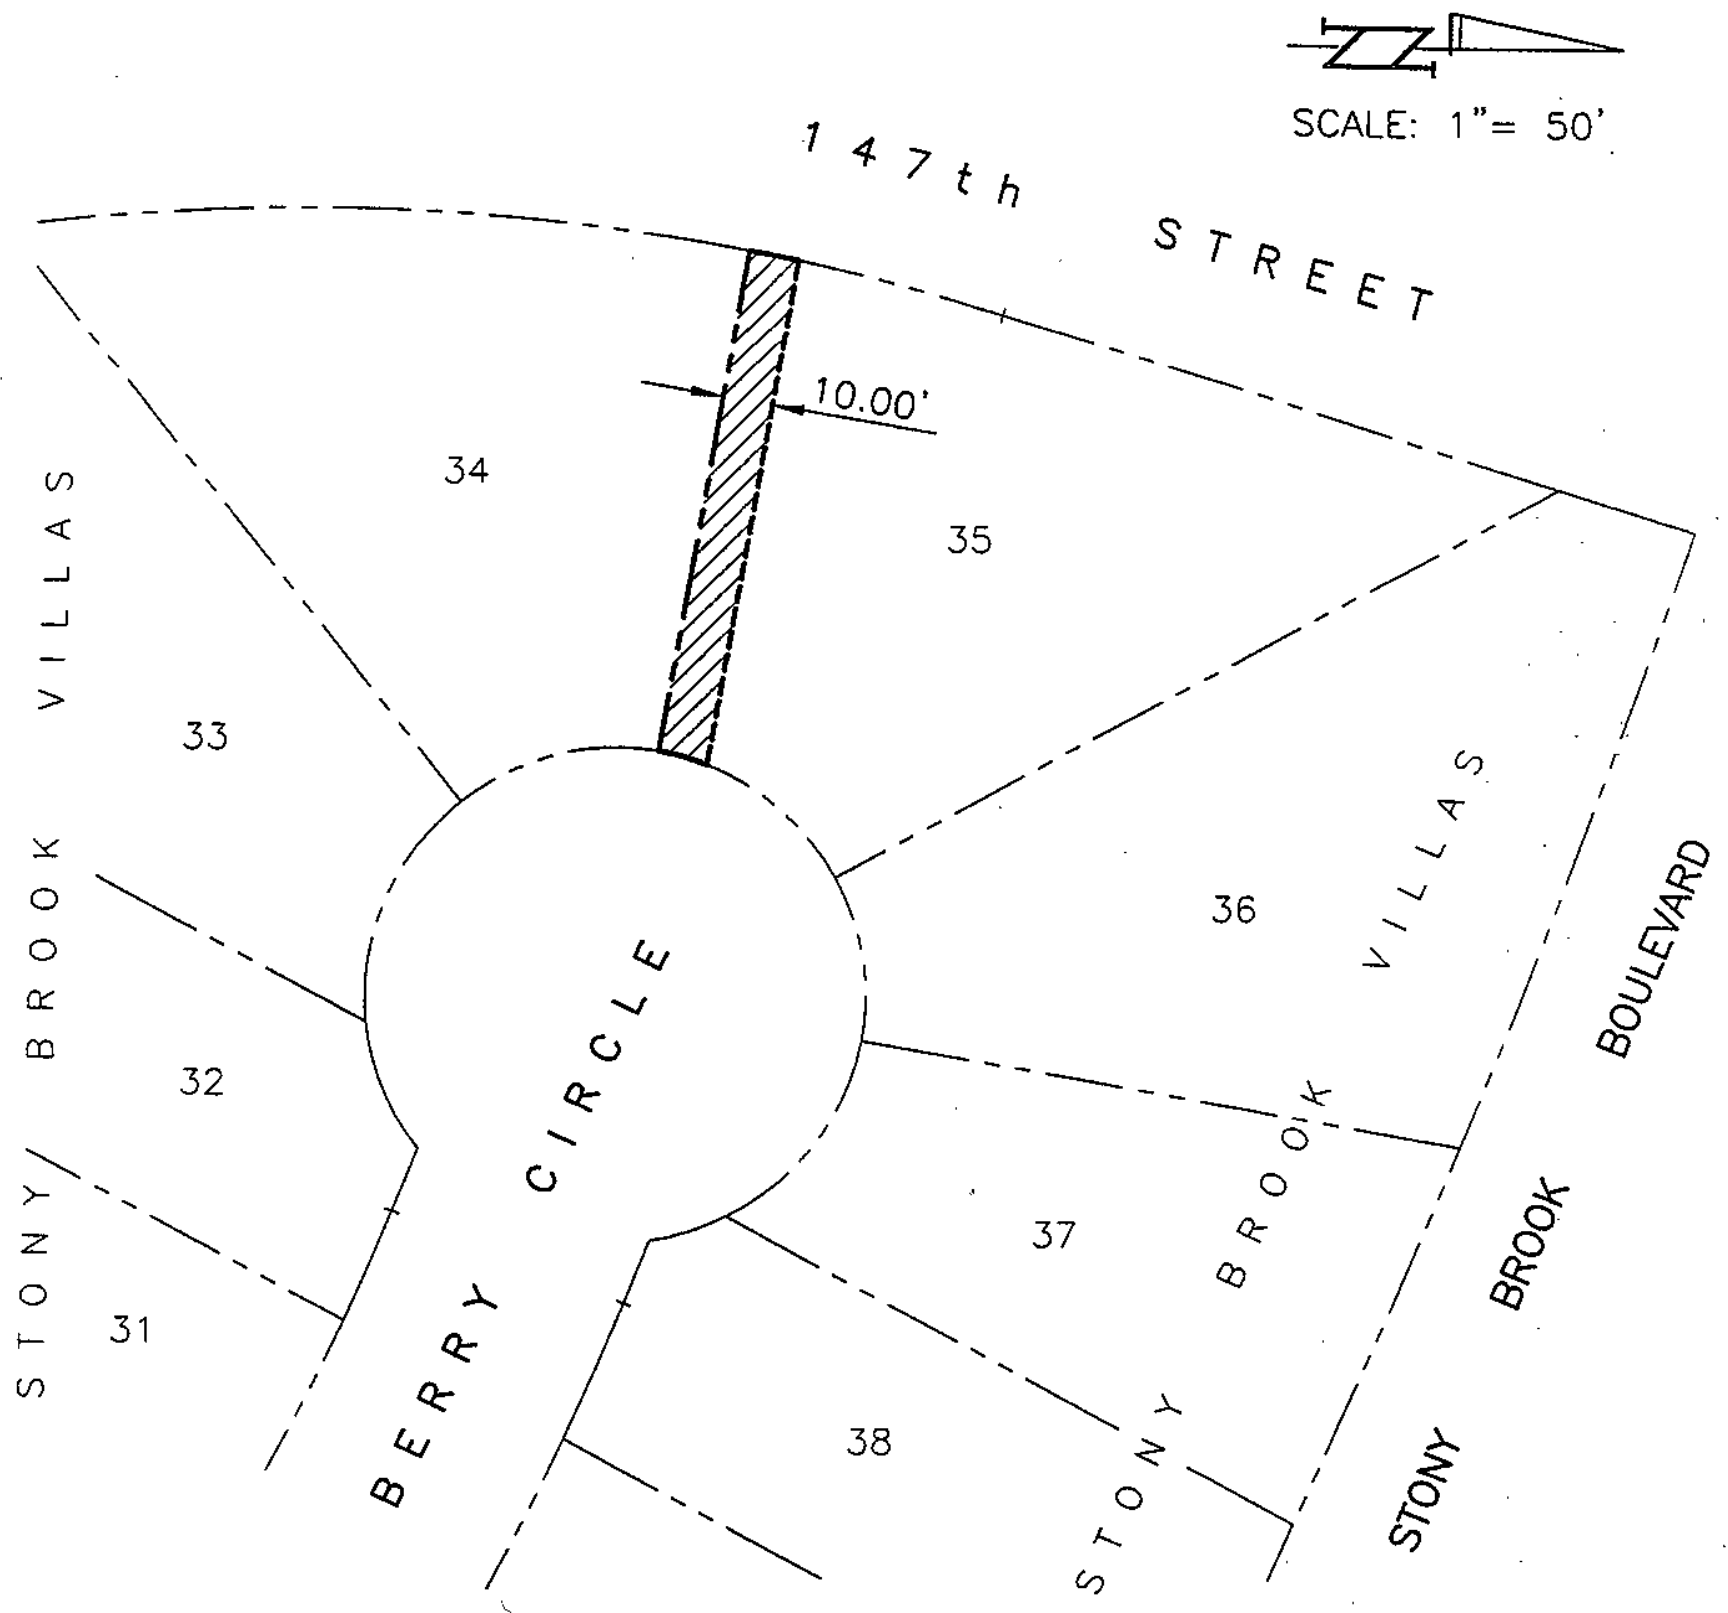 SCALE: 1"= 50'
147th STREET
10.00'
34
35
STONY BROOK VILLAS
33
36
32
37
31
38
BERRY CIRCLE
STONY BROOK VILLAS
STONY BROOK BOULEVARD